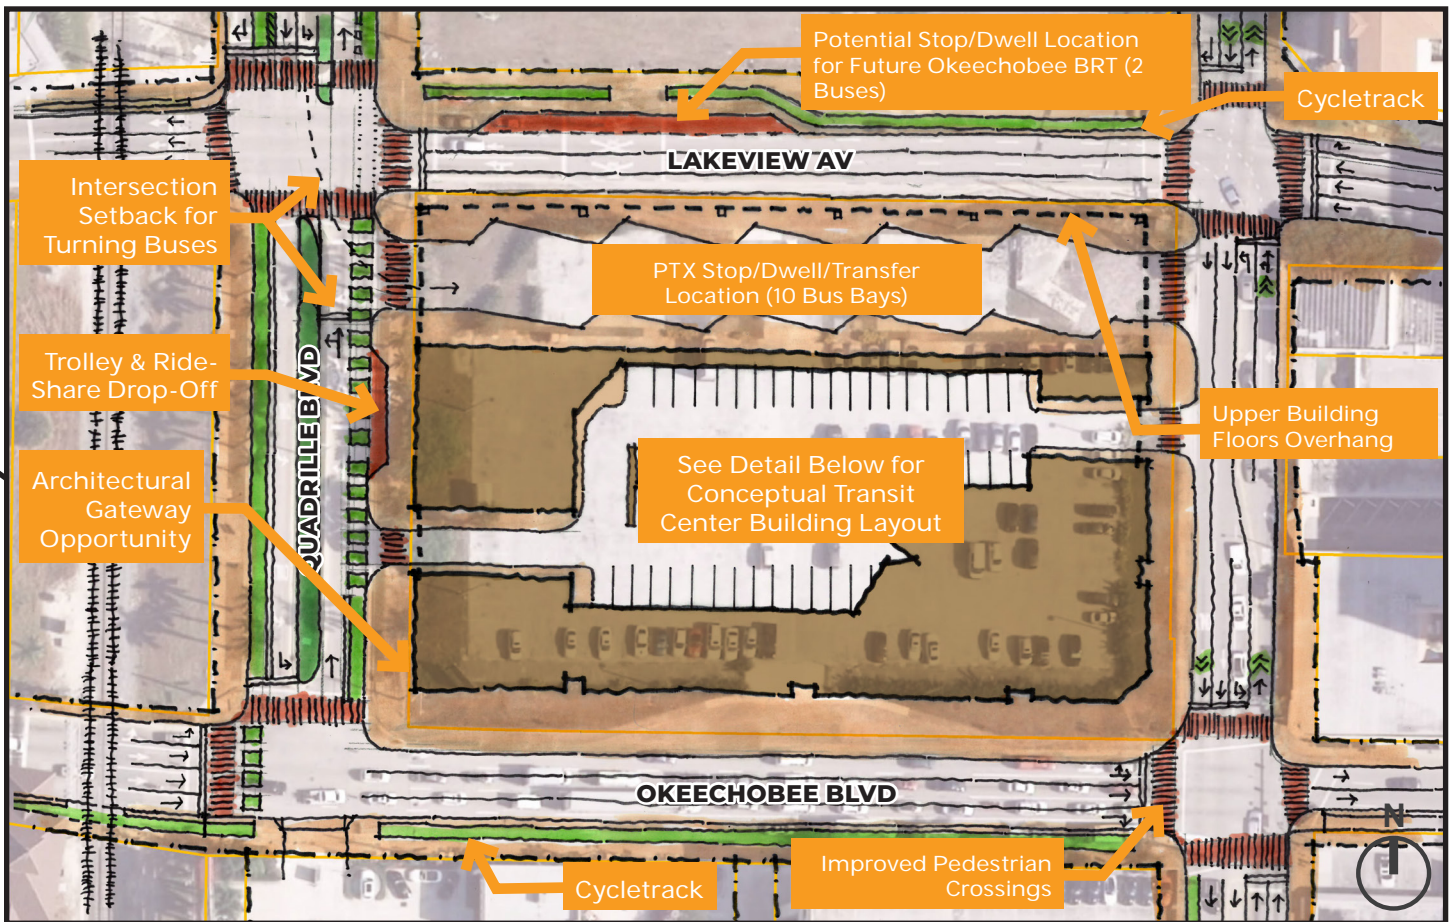 Potential Stop/Dwell Location
for Future Okeechobee BRT (2
Buses)
Cycletrack
LAKEVIEW AV
Intersection
Setback for
Turning Buses
PTX Stop/Dwell/Transfer
Location (10 Bus Bays)
Trolley & Ride-
Share Drop-Off
QUADRILLE BLVD
Upper Building
Floors Overhang
Architectural
Gateway
Opportunity
See Detail Below for
Conceptual Transit
Center Building Layout
OKEECHOBEE BLVD
N
Cycletrack
Improved Pedestrian
Crossings